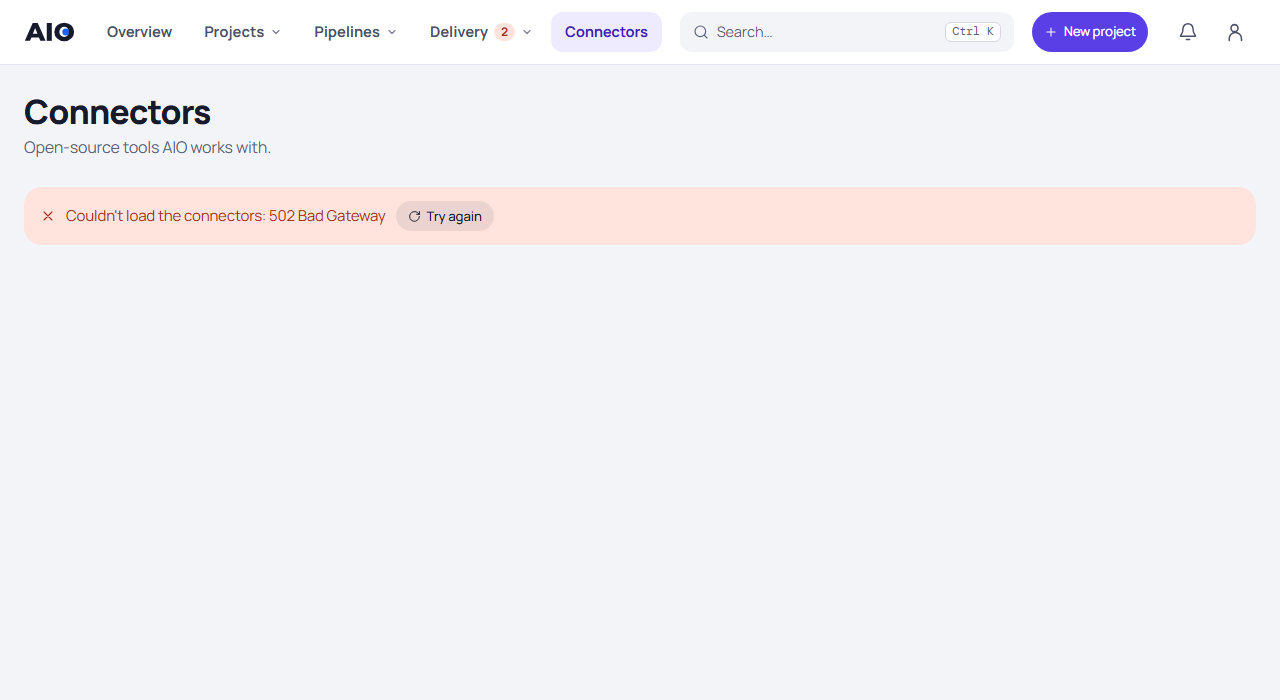 AIO Overview Projects Pipelines Delivery 2 Connectors Search... Ctrl K + New project
Connectors
Open-source tools AIO works with.
Couldn't load the connectors: 502 Bad Gateway Try again